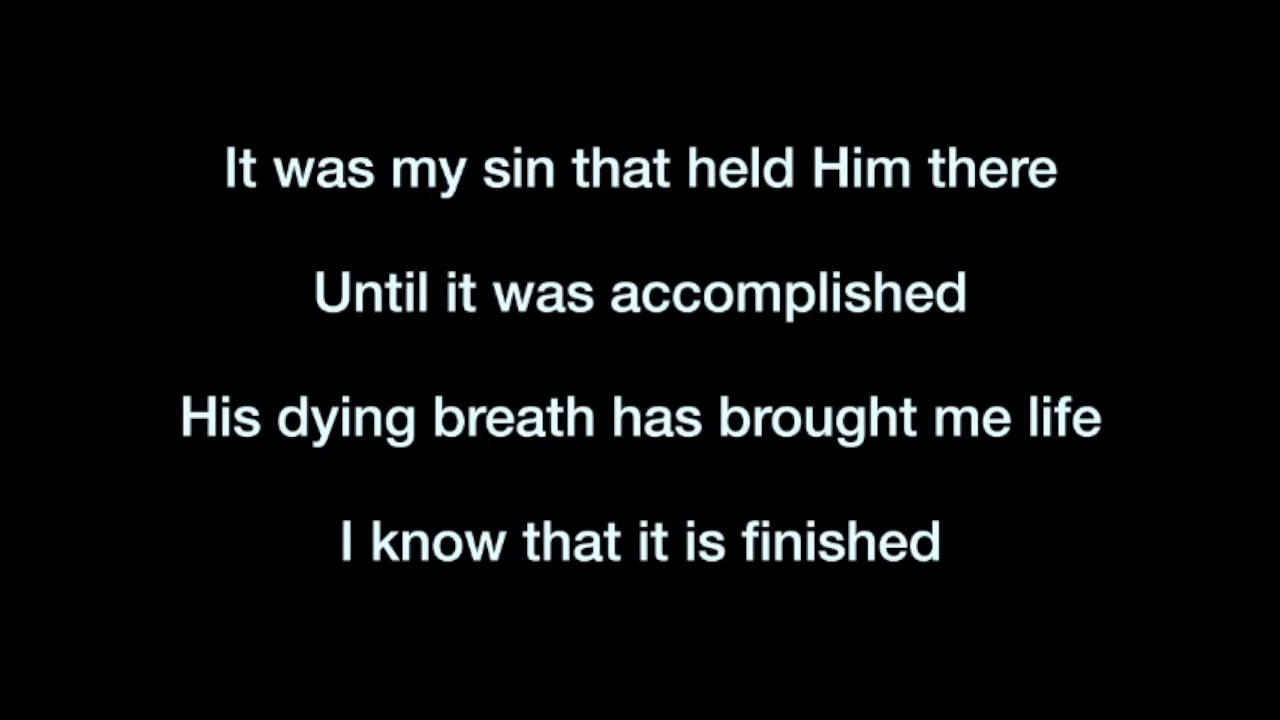 It was my sin that held Him there
Until it was accomplished
His dying breath has brought me life
I know that it is finished